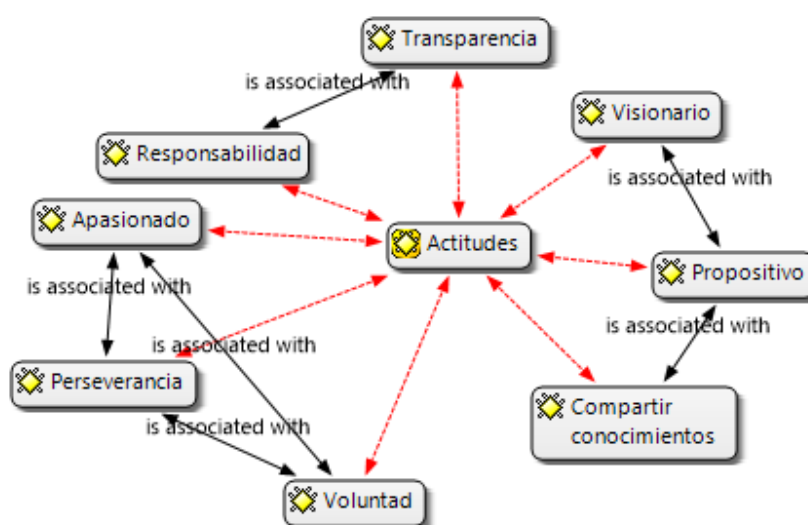 Transparencia
is associated with
Visionario
Responsabilidad
is associated with
Apasionado
Actitudes
Propositivo
is associated with
is associated with
is associated with
Perseverancia
Compartir
conocimientos
is associated with
Voluntad